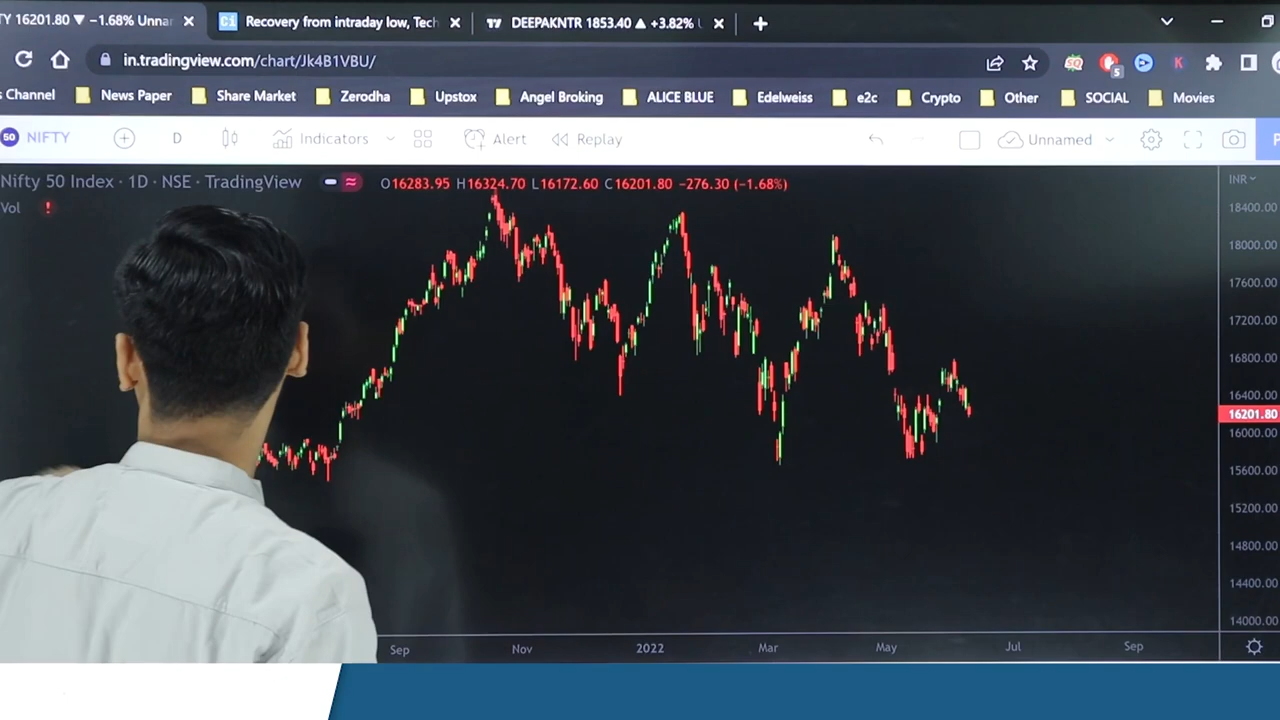 TY 16201.80 ▼ −1.68% Unna
Recovery from intraday low, Tech
DEEPAKNTR 1853.40 ▲ +3.82%
in.tradingview.com/chart/Jk4B1VBU/
5
K
s Channel
News Paper
Share Market
Zerodha
Upstox
Angel Broking
ALICE BLUE
Edelweiss
e2c
Crypto
Other
SOCIAL
Movies
50 NIFTY
D
Indicators
Alert
Replay
Unnamed
P
Nifty 50 Index · 1D · NSE · TradingView
O16283.95 H16324.70 L16172.60 C16201.80 −276.30 (−1.68%)
INR
Vol !
18400.00
18000.00
17600.00
17200.00
16800.00
16400.00
16201.80
16000.00
15600.00
15200.00
14800.00
14400.00
14000.00
Sep
Nov
2022
Mar
May
Jul
Sep